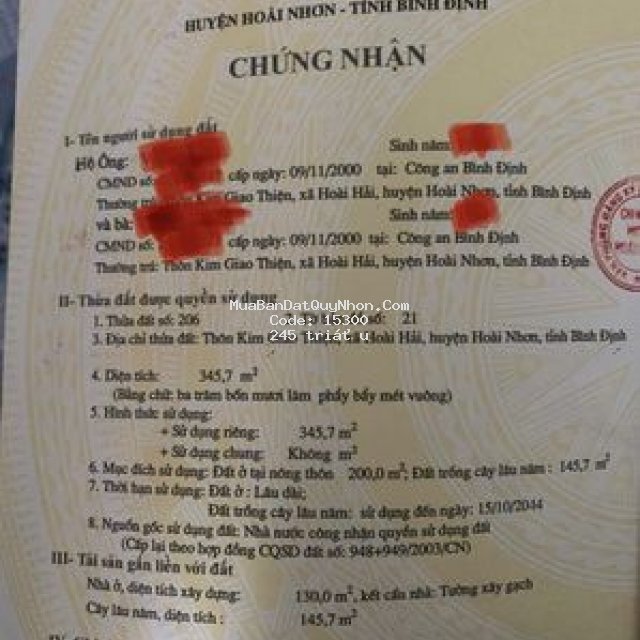 HUYỆN HOÀI NHƠN - TỈNH BÌNH ĐỊNH
CHỨNG NHẬN
I- Tên người sử dụng đất
Hộ Ông: Sinh năm
CMND số: cấp ngày: 09/11/2000 tại: Công an Bình Định
Thường trú: Kim Giao Thiện, xã Hoài Hải, huyện Hoài Nhơn, tỉnh Bình Định
và bà: Sinh năm:
CMND số: cấp ngày: 09/11/2000 tại: Công an Bình Định
Thường trú: Thôn Kim Giao Thiện, xã Hoài Hải, huyện Hoài Nhơn, tỉnh Bình Định
II- Thửa đất được quyền sử dụng
MuaBanDatQuyNhon.Com
1. Thửa đất số: 206 số: 21
Code: 15300
3. Địa chỉ thửa đất: Thôn Kim Hoài Hải, huyện Hoài Nhơn, tỉnh Bình Định
245 triất u
4. Diện tích: 345,7 m²
(Bằng chữ: ba trăm bốn mươi lăm phẩy bẩy mét vuông)
5. Hình thức sử dụng:
+ Sử dụng riêng: 345,7 m²
+ Sử dụng chung: Không m²
6. Mục đích sử dụng: Đất ở tại nông thôn 200,0 m²; Đất trồng cây lâu năm : 145,7 m²
7. Thời hạn sử dụng: Đất ở : Lâu dài;
Đất trồng cây lâu năm: sử dụng đến ngày: 15/10/2044
8. Nguồn gốc sử dụng đất: Nhà nước công nhận quyền sử dụng đất
(Cấp lại theo hợp đồng CQSD đất số: 948+949/2003/CN)
III- Tài sản gắn liền với đất
Nhà ở, diện tích xây dựng: 130,0 m², kết cấu nhà: Tường xây gạch
Cây lâu năm, diện tích : 145,7 m²